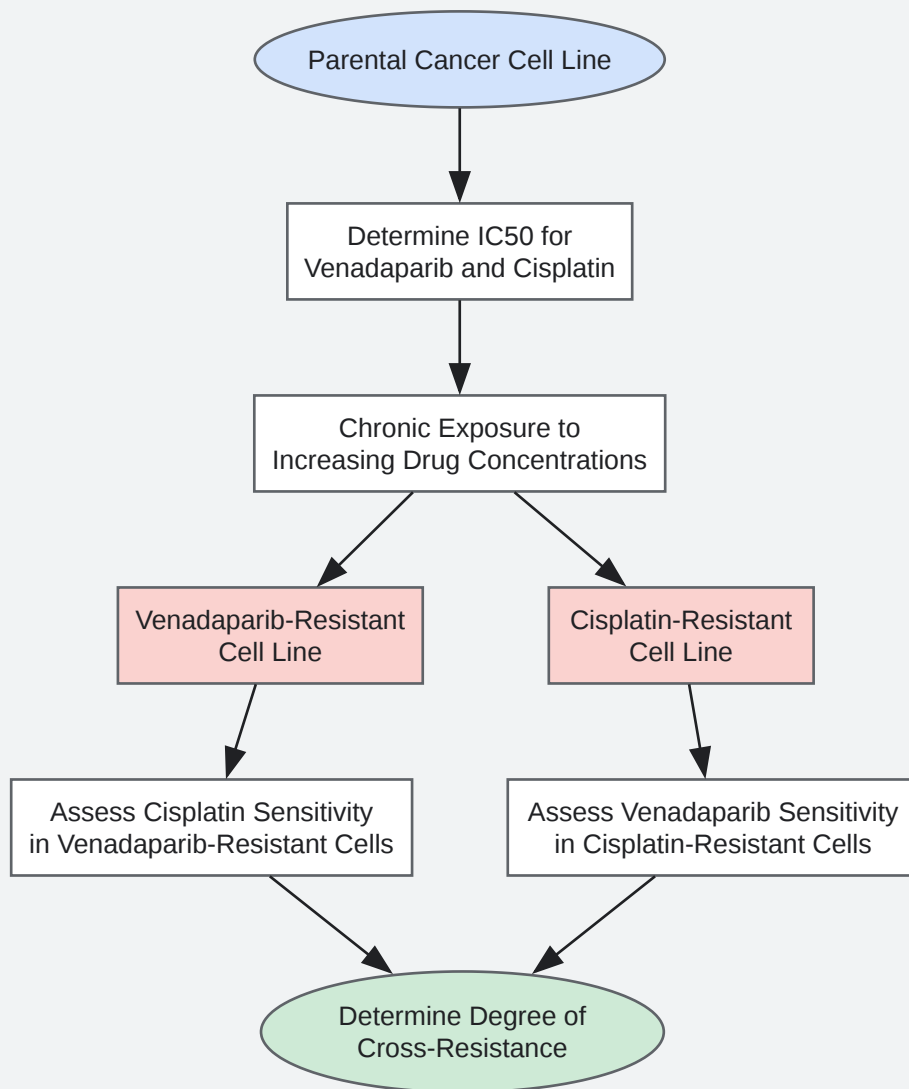 Parental Cancer Cell Line
Determine IC50 for
Venadaparib and Cisplatin
Chronic Exposure to
Increasing Drug Concentrations
Venadaparib-Resistant
Cell Line
Cisplatin-Resistant
Cell Line
Assess Cisplatin Sensitivity
in Venadaparib-Resistant Cells
Assess Venadaparib Sensitivity
in Cisplatin-Resistant Cells
Determine Degree of
Cross-Resistance